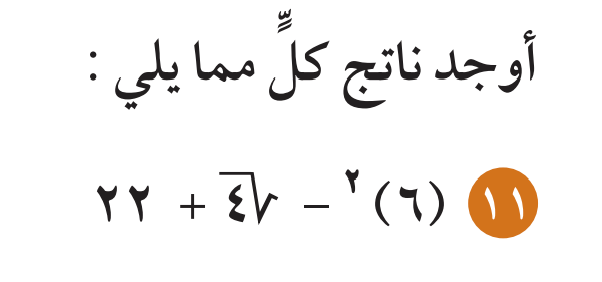 أوجد ناتج كلٍّ مما يلي :
١١ (٦)٢ − √٤ + ٢٢